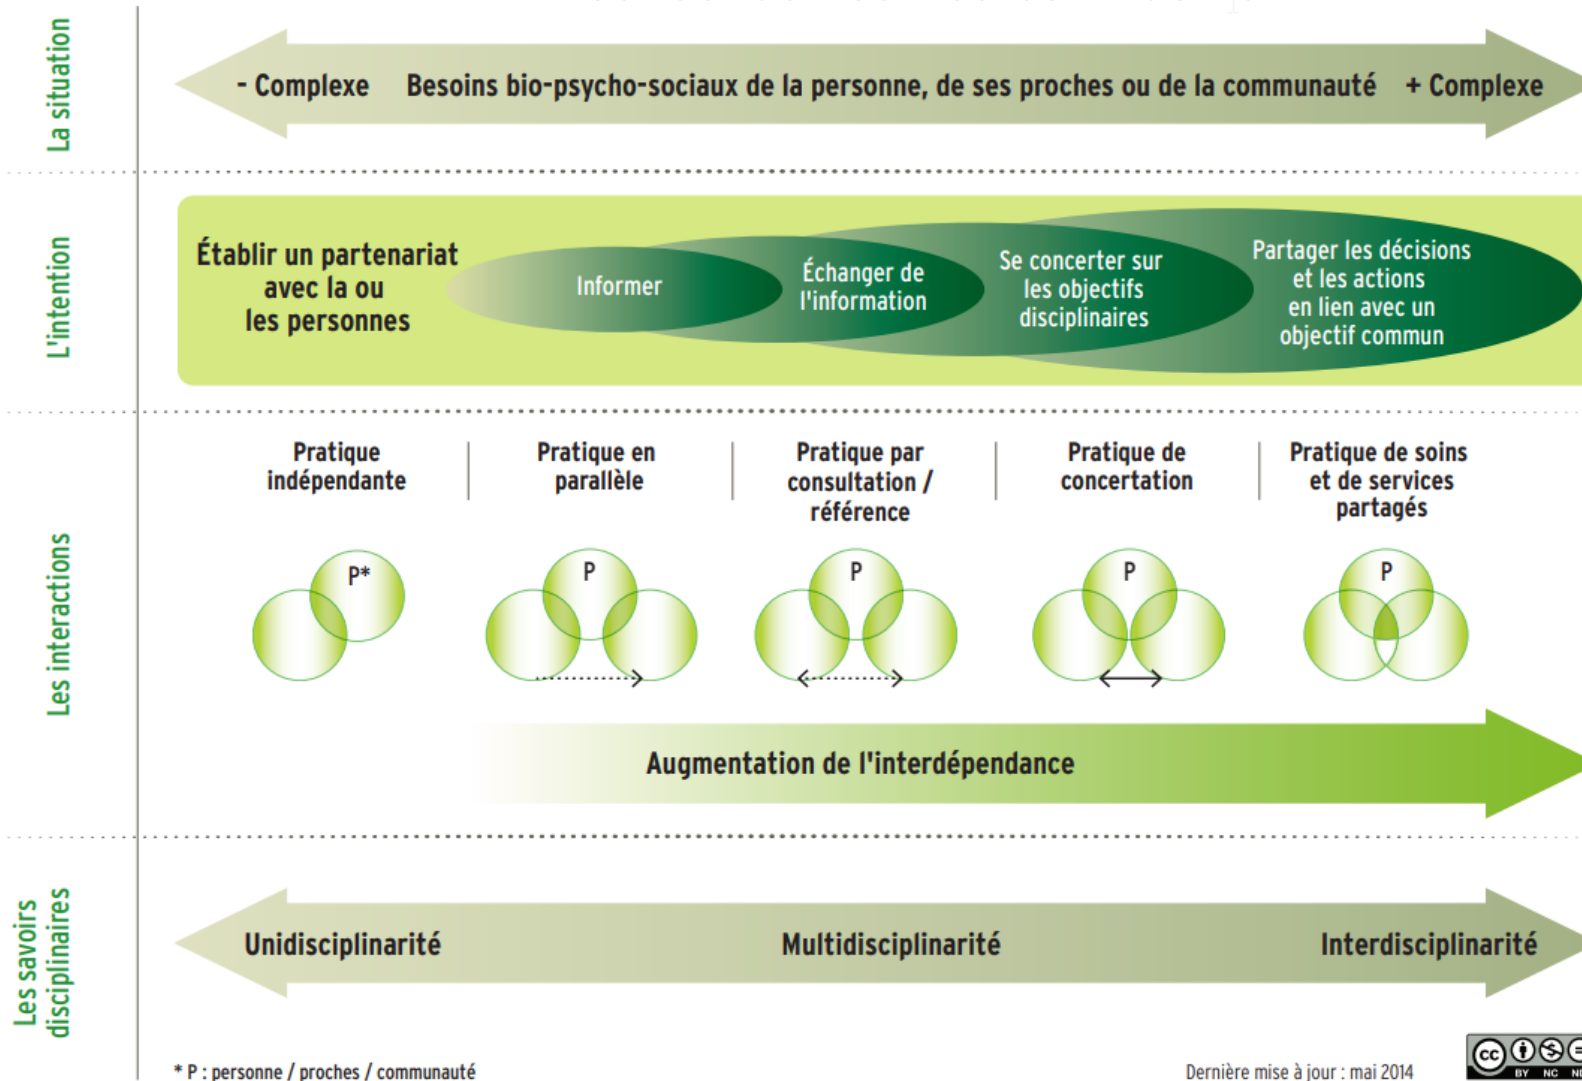 La situation
- Complexe Besoins bio-psycho-sociaux de la personne, de ses proches ou de la communauté + Complexe
L'intention
Établir un partenariat
avec la ou
les personnes
Informer
Échanger de
l'information
Se concerter sur
les objectifs
disciplinaires
Partager les décisions
et les actions
en lien avec un
objectif commun
Les interactions
Pratique
indépendante
Pratique en
parallèle
Pratique par
consultation /
référence
Pratique de
concertation
Pratique de soins
et de services
partagés
P*
P
P
P
P
Augmentation de l'interdépendance
Les savoirs
disciplinaires
Unidisciplinarité Multidisciplinarité Interdisciplinarité
* P : personne / proches / communauté
Dernière mise à jour : mai 2014
cc
BY NC